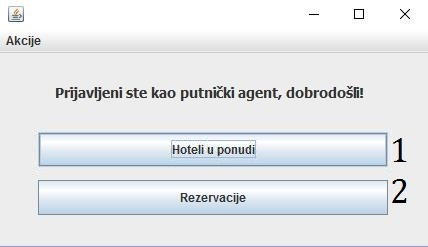 Akcije
Prijavljeni ste kao putnički agent, dobrodošli!
Hoteli u ponudi 1
Rezervacije 2